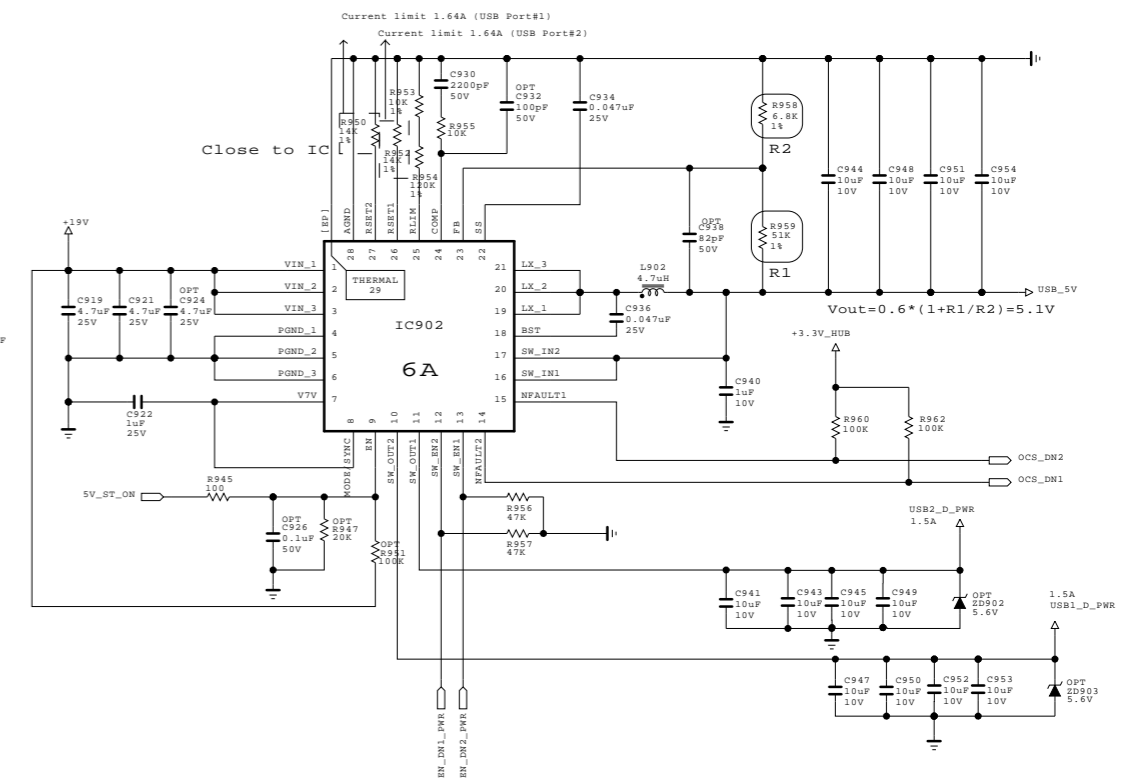 Current limit 1.64A (USB Port#1)
Current limit 1.64A (USB Port#2)
C930
2200pF
50V
R953
10K
1%
OPT
C932
100pF
50V
C934
0.047uF
25V
R958
6.8K
1%
R2
R950
14K
1%
R955
10K
Close to IC
R952
14K
1%
R954
120K
1%
C944
10uF
10V
C948
10uF
10V
C951
10uF
10V
C954
10uF
10V
[EP]
AGND
RSET2
RSET1
RLIM
COMP
FB
SS
OPT
C938
82pF
50V
R959
51K
1%
R1
+19V
28
27
26
25
24
23
22
VIN_1
1
VIN_2
2
VIN_3
3
PGND_1
4
PGND_2
5
PGND_3
6
V7V
7
THERMAL
29
IC902
6A
21
LX_3
20
LX_2
19
LX_1
18
BST
17
SW_IN2
16
SW_IN1
15
NFAULT1
L902
4.7uH
USB_5V
Vout=0.6*(1+R1/R2)=5.1V
C919
4.7uF
25V
C921
4.7uF
25V
OPT
C924
4.7uF
25V
C936
0.047uF
25V
+3.3V_HUB
F
C940
1uF
10V
C922
1uF
25V
8
9
10
11
12
13
14
MODE/SYNC
EN
SW_OUT2
SW_OUT1
SW_EN2
SW_EN1
NFAULT2
R960
100K
R962
100K
OCS_DN2
OCS_DN1
5V_ST_ON
R945
100
OPT
C926
0.1uF
50V
OPT
R947
20K
OPT
R951
100K
R956
47K
R957
47K
USB2_D_PWR
1.5A
C941
10uF
10V
C943
10uF
10V
C945
10uF
10V
C949
10uF
10V
OPT
ZD902
5.6V
1.5A
USB1_D_PWR
C947
10uF
10V
C950
10uF
10V
C952
10uF
10V
C953
10uF
10V
OPT
ZD903
5.6V
EN_DN1_PWR
EN_DN2_PWR